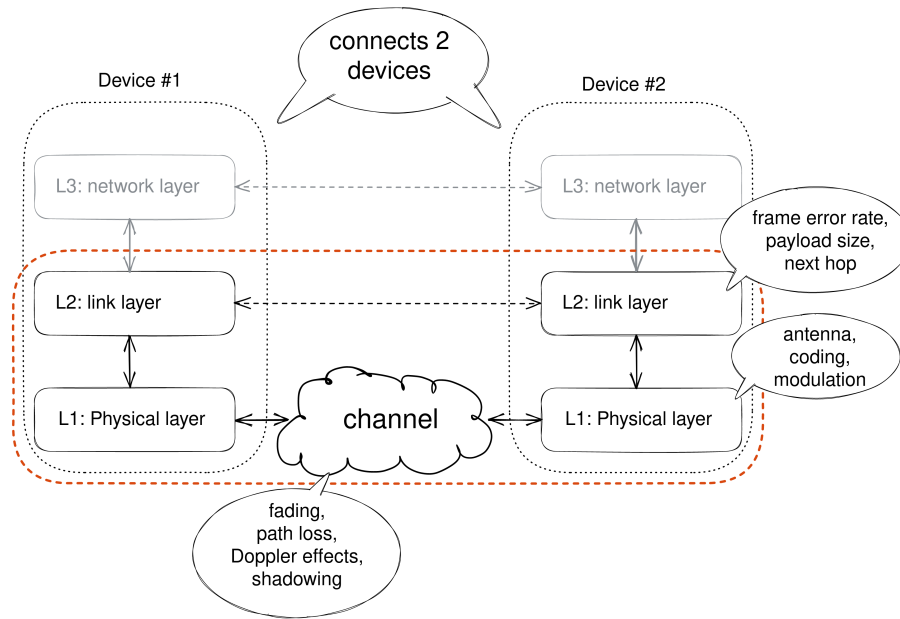 connects 2
devices
Device #1
Device #2
L3: network layer
L3: network layer
frame error rate,
payload size,
next hop
L2: link layer
L2: link layer
antenna,
coding,
modulation
L1: Physical layer
channel
L1: Physical layer
fading,
path loss,
Doppler effects,
shadowing